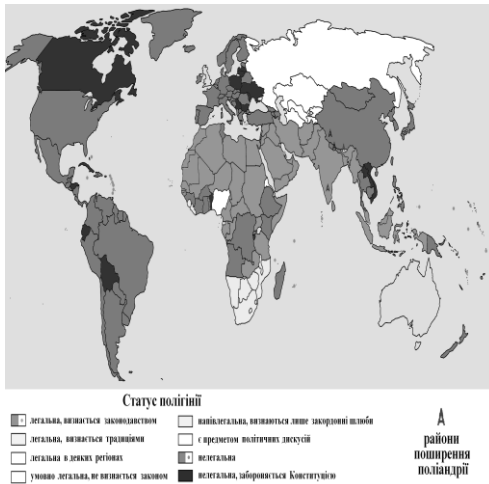 Статус полігінії
легальна, визнається законодавством
легальна, визнається традиціями
легальна в деяких регіонах
умовно легальна, не визнається законом
напівлегальна, визнаються лише закордонні шлюби
є предметом політичних дискусій
нелегальна
нелегальна, забороняється Конституцією
райони
поширення
поліандрії